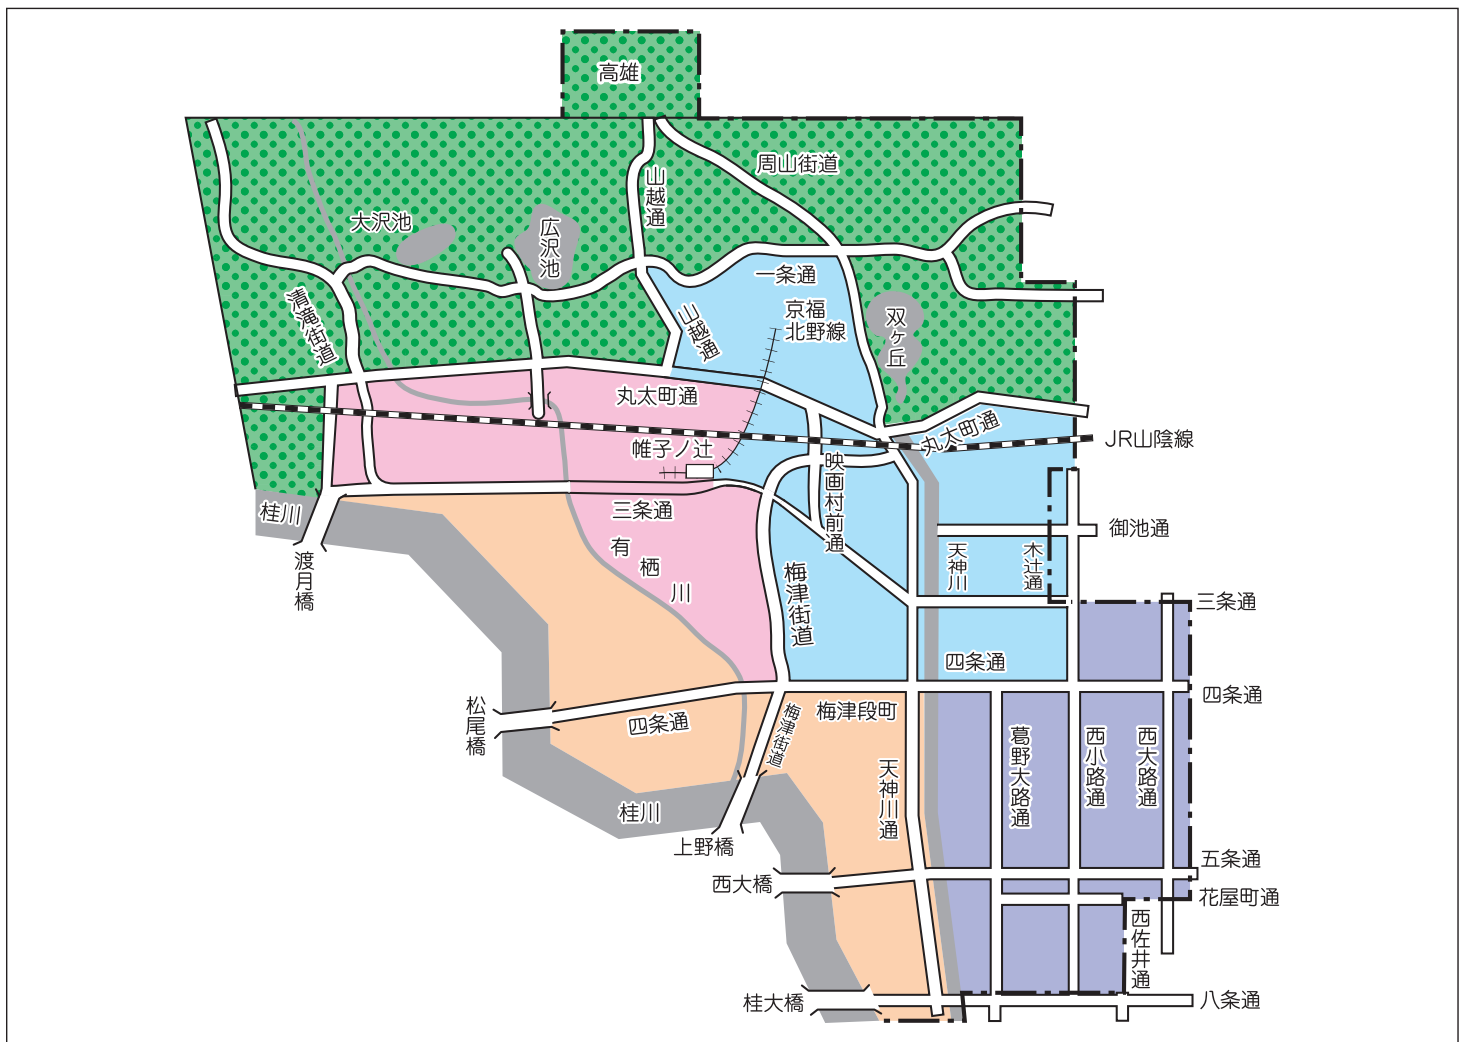 高雄
周山街道
山越通
大沢池
広沢池
一条通
京福
北野線
清滝街道
山越通
双ヶ丘
丸太町通
丸太町通
帷子ノ辻
JR山陰線
映画村前通
三条通
桂川
有栖川
御池通
天神川
木辻通
渡月橋
梅津街道
三条通
四条通
四条通
松尾橋
四条通
梅津街道
梅津段町
葛野大路通
西小路通
西大路通
天神川通
桂川
上野橋
五条通
西大橋
花屋町通
西佐井通
桂大橋
八条通